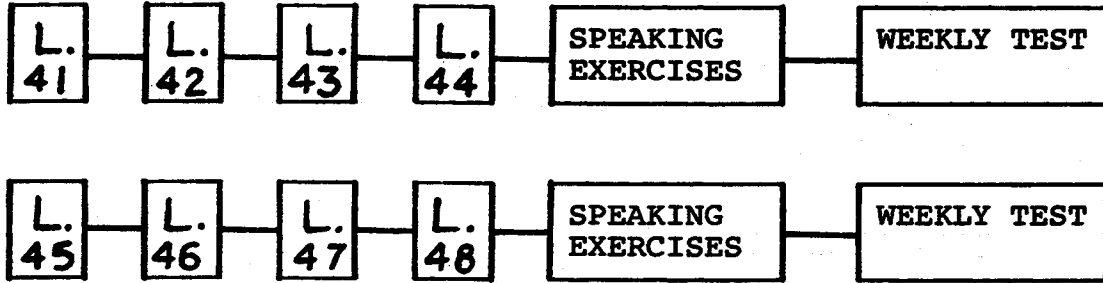 L. 41
L. 42
L. 43
L. 44
SPEAKING
EXERCISES
WEEKLY TEST
L. 45
L. 46
L. 47
L. 48
SPEAKING
EXERCISES
WEEKLY TEST